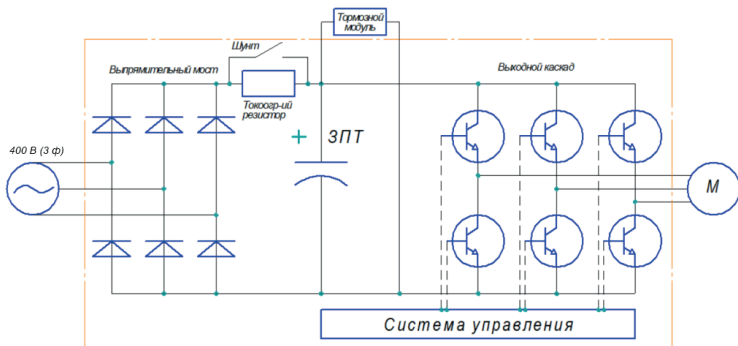 Тормозной
модуль
Шунт
Выпрямительный мост
Выходной каскад
Токоогр-ий
резистор
+
ЗПТ
400 В (3 ф)
М
Система управления